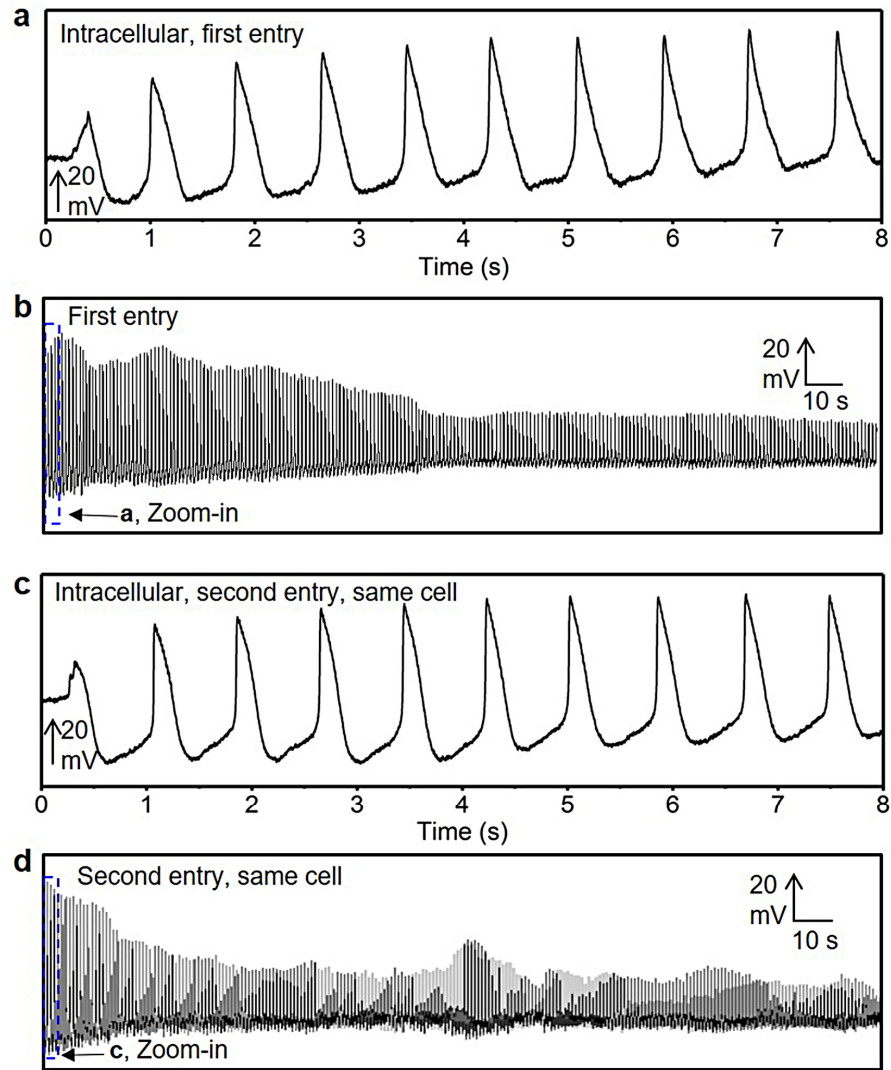 a
Intracellular, first entry
20
mV
0 1 2 3 4 5 6 7 8
Time (s)
b
First entry
20
mV
10 s
a, Zoom-in
c
Intracellular, second entry, same cell
20
mV
0 1 2 3 4 5 6 7 8
Time (s)
d
Second entry, same cell
20
mV
10 s
c, Zoom-in